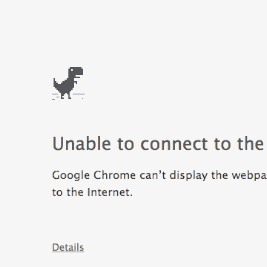 Unable to connect to the
Google Chrome can't display the webpa
to the Internet.
Details